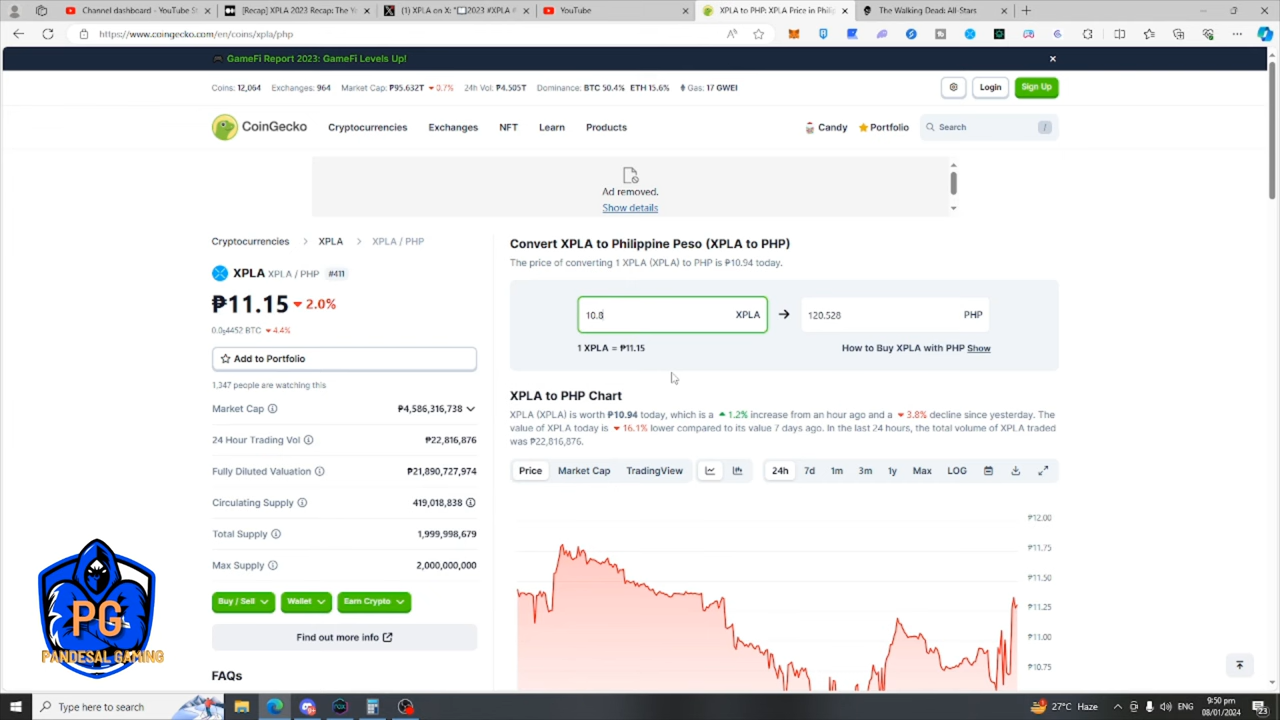 Channel dashboard - YouTube St
[Recap] XPLA 2023 Recap: The Ye
(1) XPLA on X: "2023 #XPLA #
YouTube
XPLA to PHP: XPLA Price in Philip
The Walking Dead: All-Stars
https://www.coingecko.com/en/coins/xpla/php
GameFi Report 2023: GameFi Levels Up!
Coins: 12,064 Exchanges: 964 Market Cap: ₱95.632T 0.7% 24h Vol: ₱4.505T Dominance: BTC 50.4% ETH 15.6% Gas: 17 GWEI
Login
Sign Up
CoinGecko
Cryptocurrencies Exchanges NFT Learn Products
Candy Portfolio Search /
Ad removed.
Show details
Cryptocurrencies > XPLA > XPLA / PHP
XPLA XPLA / PHP #411
₱11.15 2.0%
0.0₅4452 BTC 4.4%
Add to Portfolio
1,347 people are watching this
Market Cap ₱4,586,316,738
24 Hour Trading Vol ₱22,816,876
Fully Diluted Valuation ₱21,890,727,974
Circulating Supply 419,018,838
Total Supply 1,999,998,679
Max Supply 2,000,000,000
Buy / Sell Wallet Earn Crypto
Find out more info
FAQs
Convert XPLA to Philippine Peso (XPLA to PHP)
The price of converting 1 XPLA (XPLA) to PHP is ₱10.94 today.
10.8 XPLA → 120.528 PHP
1 XPLA = ₱11.15
How to Buy XPLA with PHP Show
XPLA to PHP Chart
XPLA (XPLA) is worth ₱10.94 today, which is a 1.2% increase from an hour ago and a 3.8% decline since yesterday. The
value of XPLA today is 16.1% lower compared to its value 7 days ago. In the last 24 hours, the total volume of XPLA traded
was ₱22,816,876.
Price Market Cap TradingView 24h 7d 1m 3m 1y Max LOG
₱12.00
₱11.75
₱11.50
₱11.25
₱11.00
₱10.75
PG
PANDESAL GAMING
Type here to search
27°C Haze
ENG
9:50 pm
08/01/2024
23